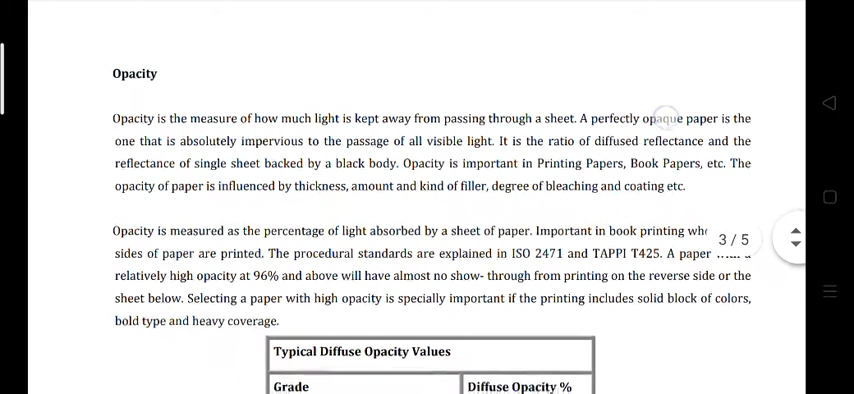 Opacity
Opacity is the measure of how much light is kept away from passing through a sheet. A perfectly opaque paper is the
one that is absolutely impervious to the passage of all visible light. It is the ratio of diffused reflectance and the
reflectance of single sheet backed by a black body. Opacity is important in Printing Papers, Book Papers, etc. The
opacity of paper is influenced by thickness, amount and kind of filler, degree of bleaching and coating etc.
Opacity is measured as the percentage of light absorbed by a sheet of paper. Important in book printing
3 / 5
sides of paper are printed. The procedural standards are explained in ISO 2471 and TAPPI T425. A paper
relatively high opacity at 96% and above will have almost no show- through from printing on the reverse side or the
sheet below. Selecting a paper with high opacity is specially important if the printing includes solid block of colors,
bold type and heavy coverage.
Typical Diffuse Opacity Values
Grade Diffuse Opacity %